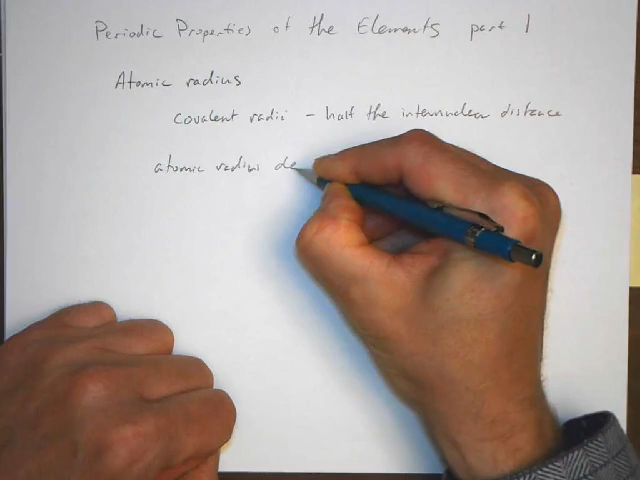 Periodic Properties of the Elements part 1
Atomic radius
covalent radii - half the internuclear distance
atomic radius de